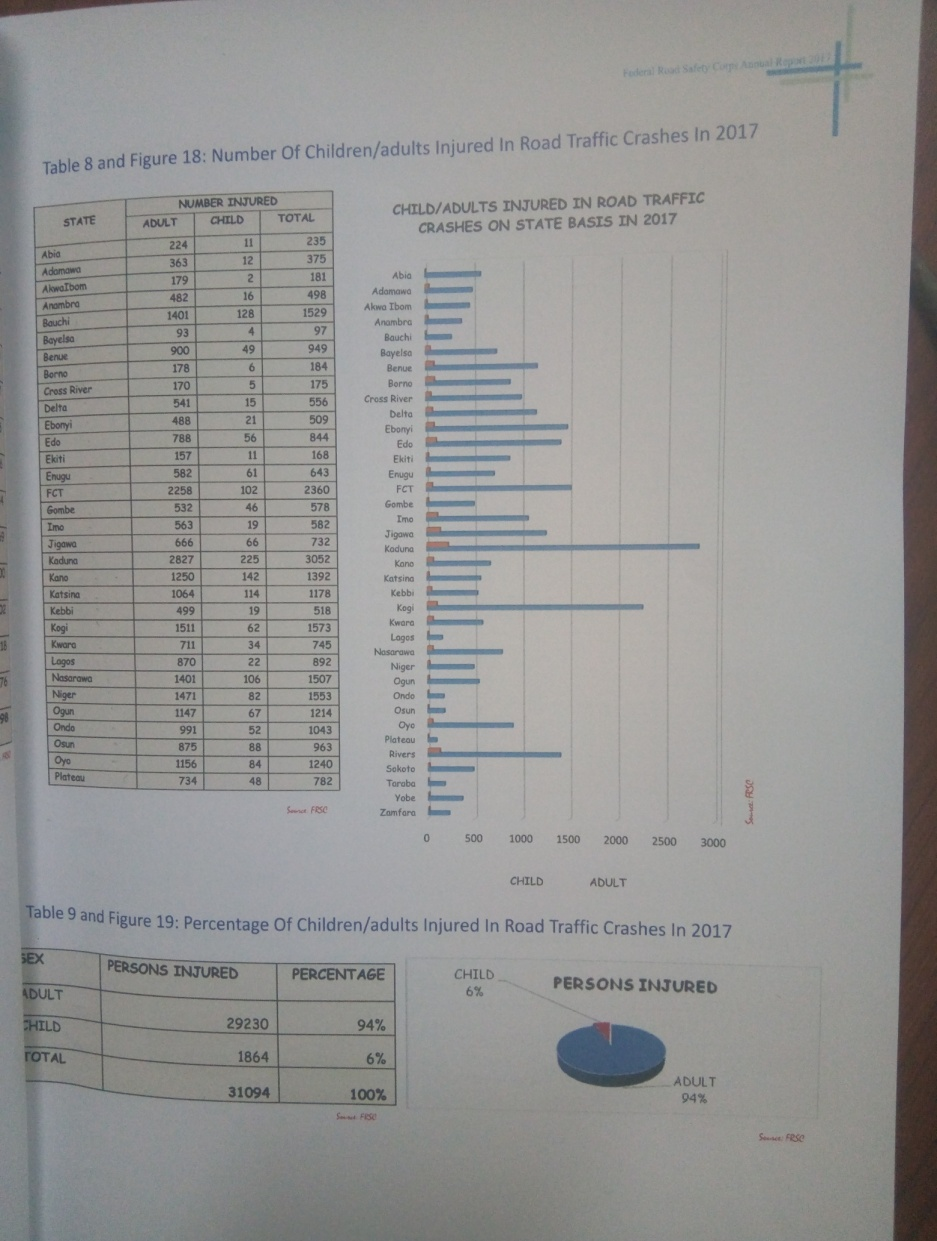 Federal Road Safety Corps Annual Report 2017
Table 8 and Figure 18: Number Of Children/adults Injured In Road Traffic Crashes In 2017
STATE NUMBER INJURED
ADULT CHILD TOTAL
Abia 224 11 235
Adamawa 363 12 375
AkwaIbom 179 2 181
Anambra 482 16 498
Bauchi 1401 128 1529
Bayelsa 93 4 97
Benue 900 49 949
Borno 178 6 184
Cross River 170 5 175
Delta 541 15 556
Ebonyi 488 21 509
Edo 788 56 844
Ekiti 157 11 168
Enugu 582 61 643
FCT 2258 102 2360
Gombe 532 46 578
Imo 563 19 582
Jigawa 666 66 732
Kaduna 2827 225 3052
Kano 1250 142 1392
Katsina 1064 114 1178
Kebbi 499 19 518
Kogi 1511 62 1573
Kwara 711 34 745
Lagos 870 22 892
Nasarawa 1401 106 1507
Niger 1471 82 1553
Ogun 1147 67 1214
Ondo 991 52 1043
Osun 875 88 963
Oyo 1156 84 1240
Plateau 734 48 782
Source: FRSC
CHILD/ADULTS INJURED IN ROAD TRAFFIC
CRASHES ON STATE BASIS IN 2017
Abia
Adamawa
Akwa Ibom
Anambra
Bauchi
Bayelsa
Benue
Borno
Cross River
Delta
Ebonyi
Edo
Ekiti
Enugu
FCT
Gombe
Imo
Jigawa
Kaduna
Kano
Katsina
Kebbi
Kogi
Kwara
Lagos
Nasarawa
Niger
Ogun
Ondo
Osun
Oyo
Plateau
Rivers
Sokoto
Taraba
Yobe
Zamfara
0 500 1000 1500 2000 2500 3000
CHILD ADULT
Source: FRSC
Table 9 and Figure 19: Percentage Of Children/adults Injured In Road Traffic Crashes In 2017
SEX PERSONS INJURED PERCENTAGE
ADULT
CHILD 29230 94%
TOTAL 1864 6%
31094 100%
Source: FRSC
PERSONS INJURED
CHILD
6%
ADULT
94%
Source: FRSC